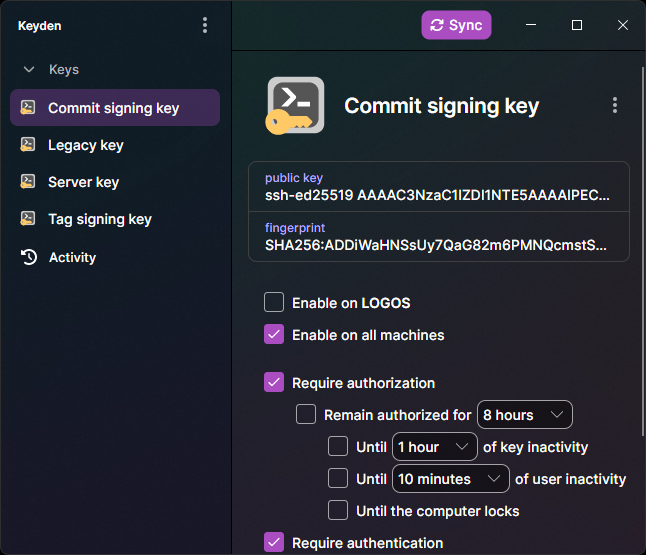 Keyden
Sync
Keys
Commit signing key
Legacy key
Server key
Tag signing key
Activity
Commit signing key
public key
ssh-ed25519 AAAAC3NzaC1lZDI1NTE5AAAAIPEC...
fingerprint
SHA256:ADDiWaHNSsUy7QaG82m6PMNQcmstS...
Enable on LOGOS
Enable on all machines
Require authorization
Remain authorized for 8 hours
Until 1 hour of key inactivity
Until 10 minutes of user inactivity
Until the computer locks
Require authentication